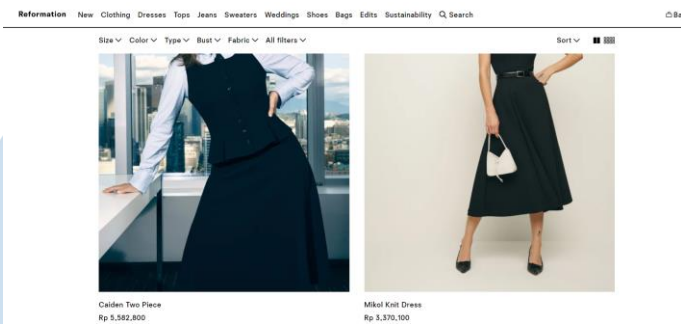 Reformation New Clothing Dresses Tops Jeans Sweaters Weddings Shoes Bags Edits Sustainability Search
Size Color Type Bust Fabric All filters Sort
Caiden Two Piece
Rp 5,582,800
Mikol Knit Dress
Rp 3,370,100